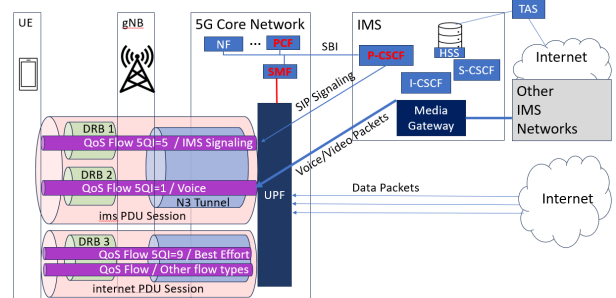 UE
gNB
5G Core Network
IMS
TAS
NF
...
PCF
SBI
P-CSCF
HSS
S-CSCF
I-CSCF
Internet
SMF
SIP Signaling
Media
Gateway
Other
IMS
Networks
Voice/Video Packets
DRB 1
QoS Flow 5QI=5 / IMS Signaling
DRB 2
QoS Flow 5QI=1 / Voice
N3 Tunnel
ims PDU Session
UPF
Data Packets
Internet
DRB 3
QoS Flow 5QI=9 / Best Effort
QoS Flow / Other flow types
internet PDU Session